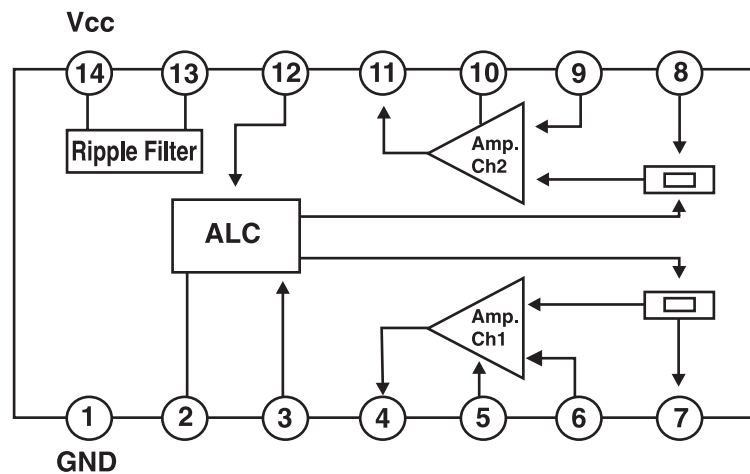 Vcc
14 13 12 11 10 9 8
Ripple Filter
Amp.
Ch2
ALC
Amp.
Ch1
1 2 3 4 5 6 7
GND